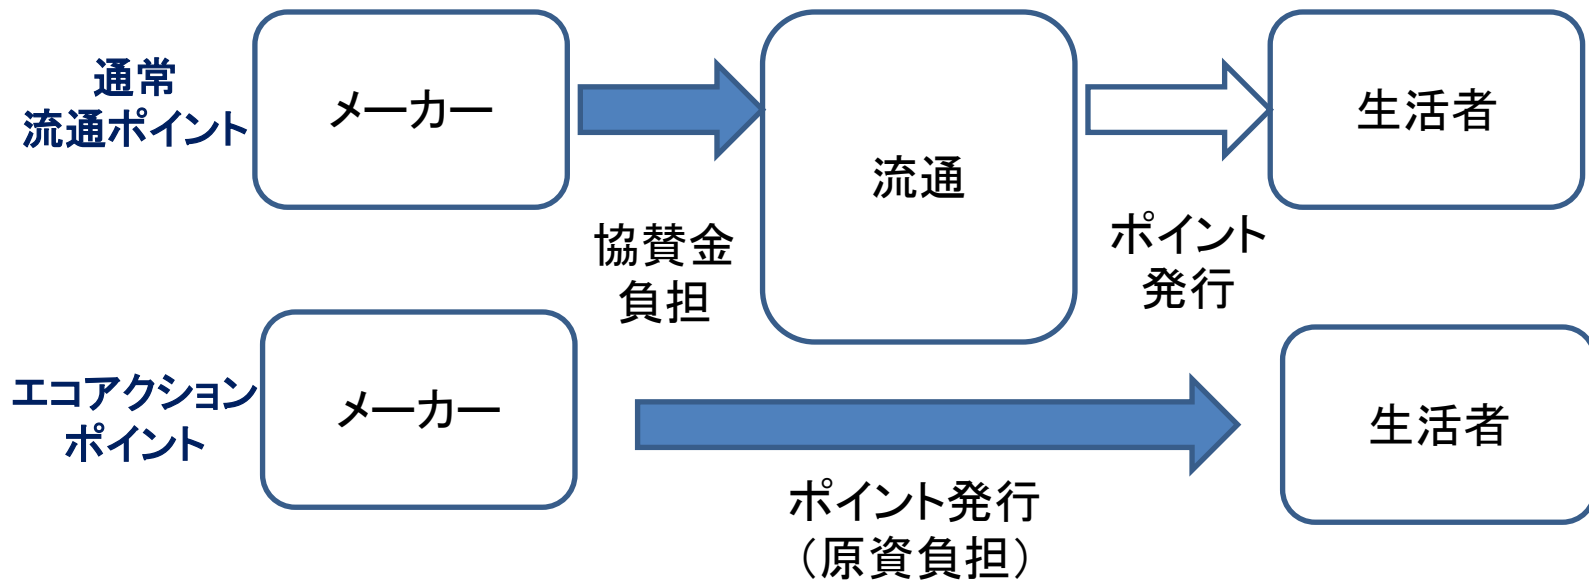 通常
流通ポイント
メーカー
協賛金
負担
流通
ポイント
発行
生活者
エコアクション
ポイント
メーカー
ポイント発行
（原資負担）
生活者